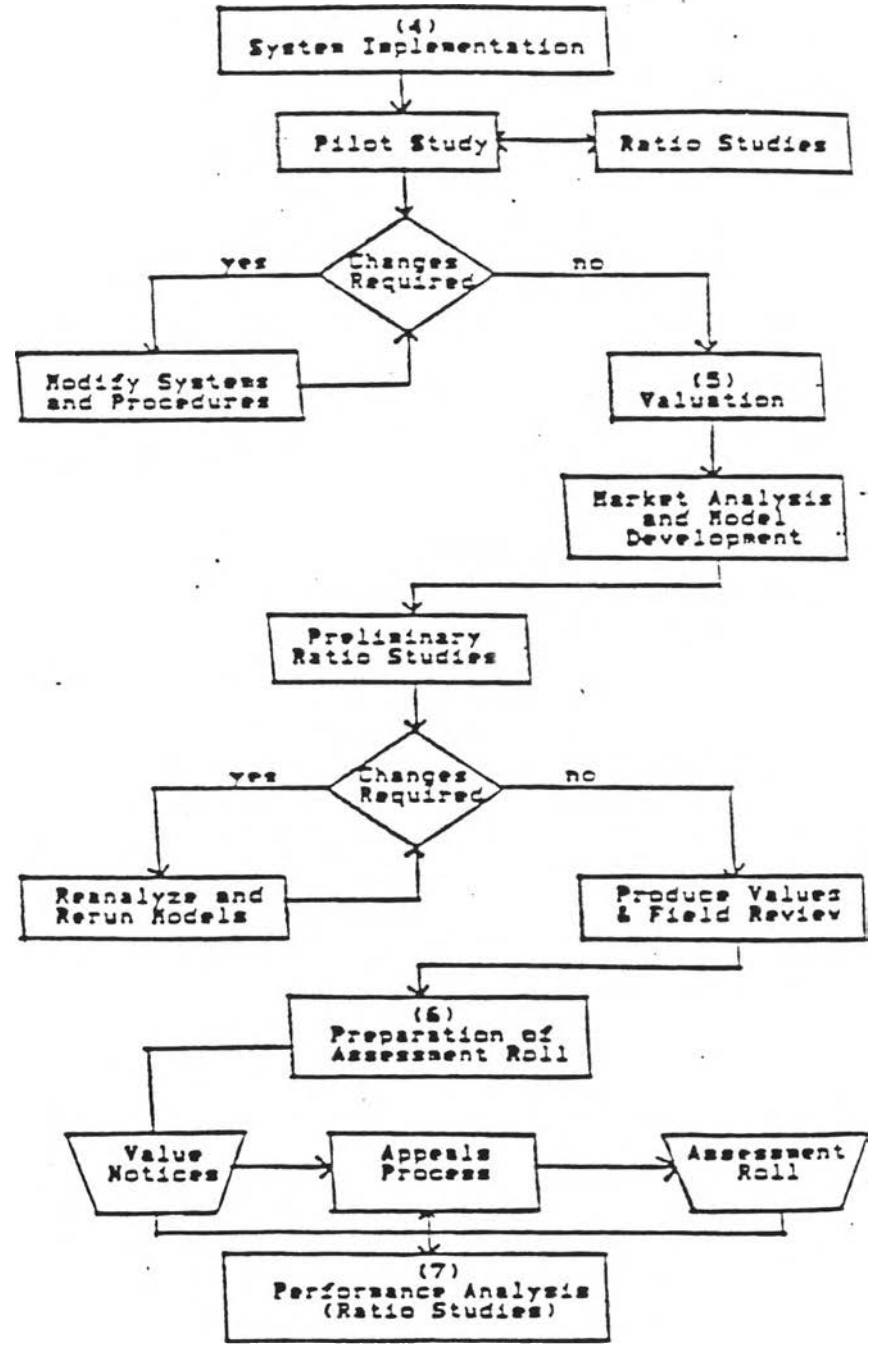 (4)
System Implementation
Pilot Study
Ratio Studies
yes
Changes
Required
no
Modify Systems
and Procedures
(5)
Valuation
Market Analysis
and Model
Development
Preliminary
Ratio Studies
yes
Changes
Required
no
Reanalyze and
Rerun Models
Produce Values
& Field Review
(6)
Preparation of
Assessment Roll
Value
Notices
Appeals
Process
Assessment
Roll
(7)
Performance Analysis
(Ratio Studies)